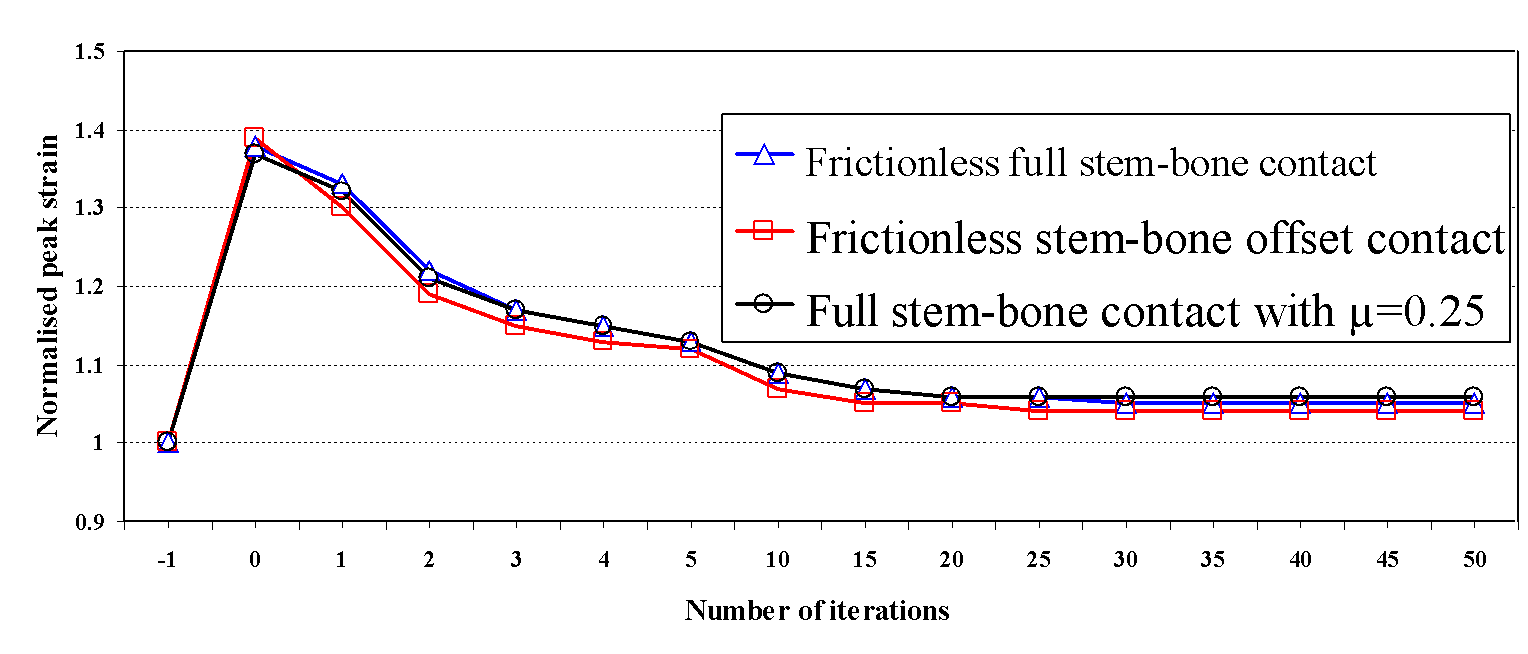 1.5
1.4
1.3
1.2
1.1
1
0.9
Normalised peak strain
Frictionless full stem-bone contact
Frictionless stem-bone offset contact
Full stem-bone contact with µ=0.25
-1 0 1 2 3 4 5 10 15 20 25 30 35 40 45 50
Number of iterations